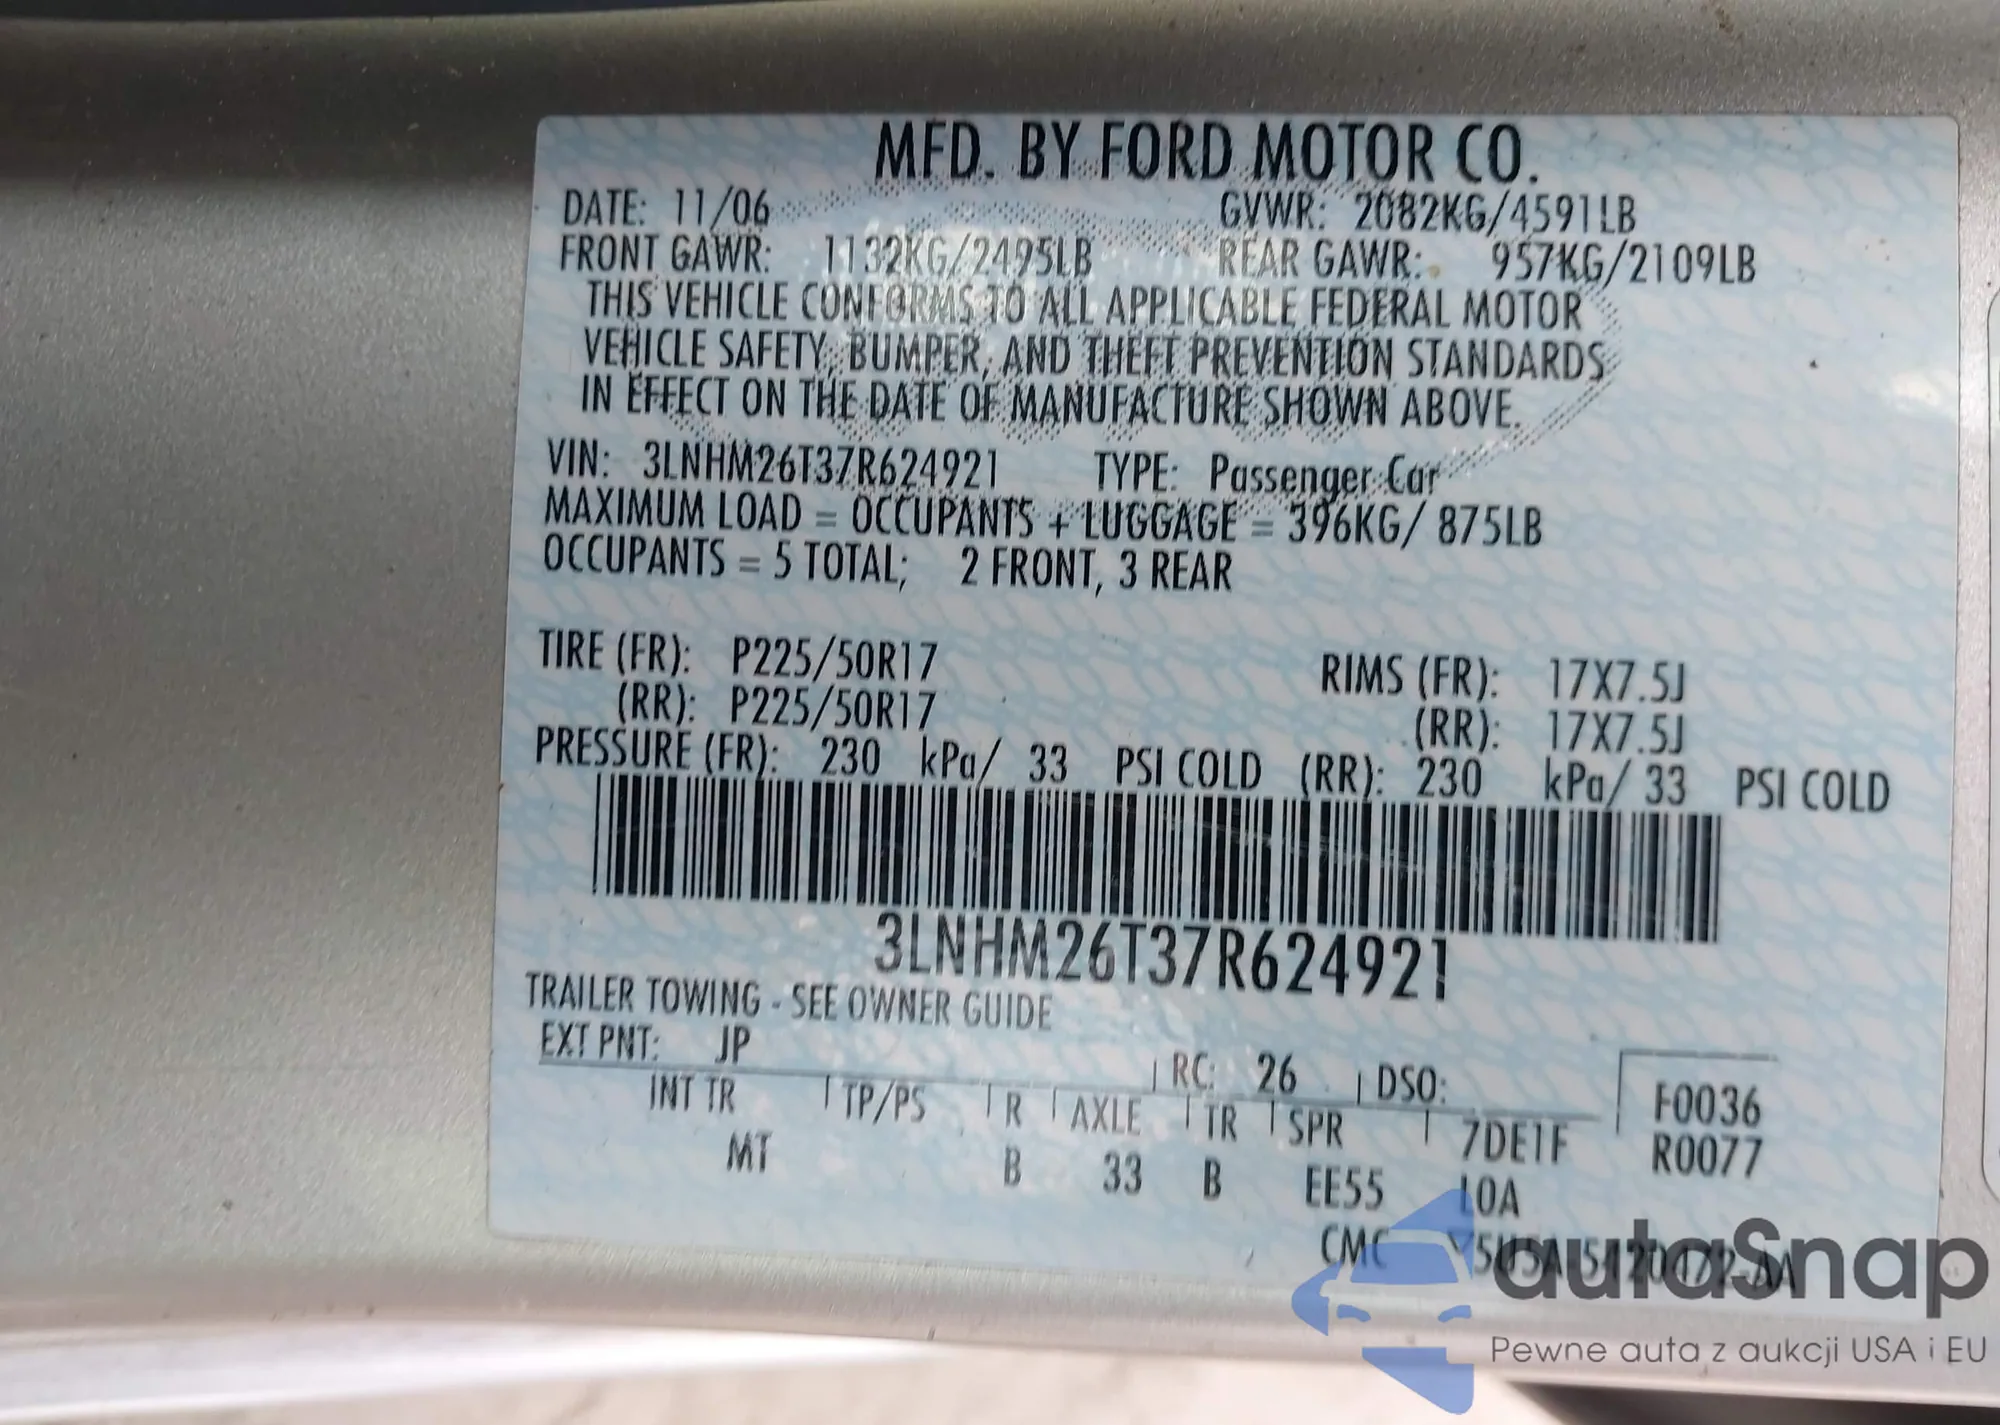 MFD. BY FORD MOTOR CO.
DATE: 11/06 GVWR: 2082KG/4591LB
FRONT GAWR: 1132KG/2495LB REAR GAWR: 957KG/2109LB
THIS VEHICLE CONFORMS TO ALL APPLICABLE FEDERAL MOTOR
VEHICLE SAFETY, BUMPER, AND THEFT PREVENTION STANDARDS
IN EFFECT ON THE DATE OF MANUFACTURE SHOWN ABOVE.
VIN: 3LNHM26T37R624921 TYPE: Passenger Car
MAXIMUM LOAD = OCCUPANTS + LUGGAGE = 396KG/ 875LB
OCCUPANTS = 5 TOTAL; 2 FRONT, 3 REAR
TIRE (FR): P225/50R17 RIMS (FR): 17X7.5J
(RR): P225/50R17 (RR): 17X7.5J
PRESSURE (FR): 230 kPa/ 33 PSI COLD (RR): 230 kPa/ 33 PSI COLD
3LNHM26T37R624921
TRAILER TOWING - SEE OWNER GUIDE
EXT PNT: JP RC: 26 DSO: F0036
INT TR TP/PS R AXLE TR SPR 7DE1F R0077
MT B 33 B EE55 LOA
CMC
autaSnap
Pewne auta z aukcji USA i EU